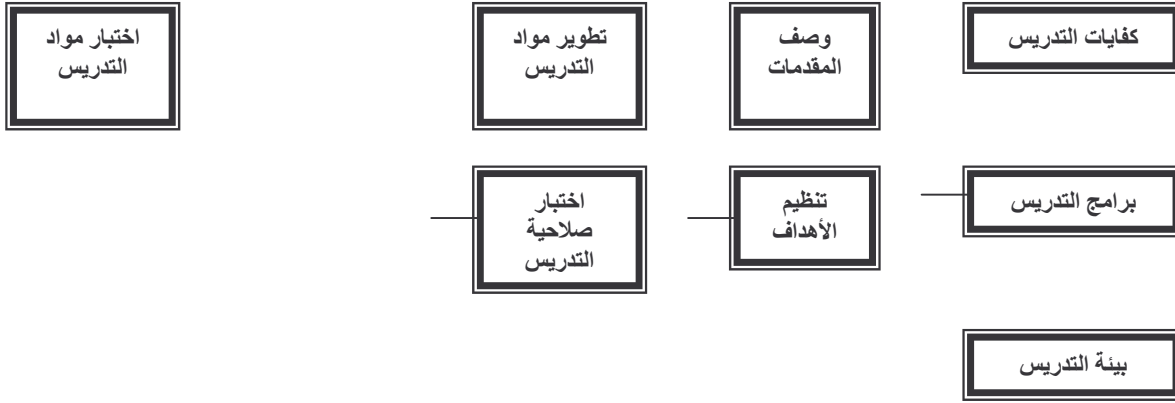 كفايات التدريس
وصف
المقدمات
تطوير مواد
التدريس
اختبار مواد
التدريس
برامج التدريس
تنظيم
الأهداف
اختبار
صلاحية
التدريس
بيئة التدريس